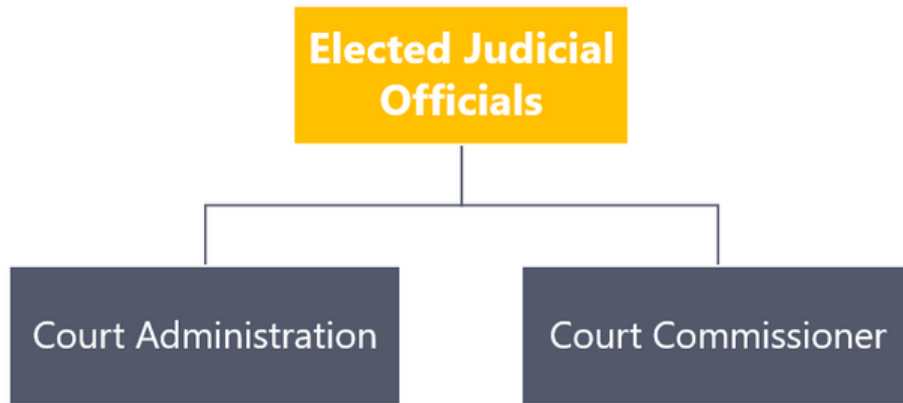 Elected Judicial
Officials
Court Administration
Court Commissioner